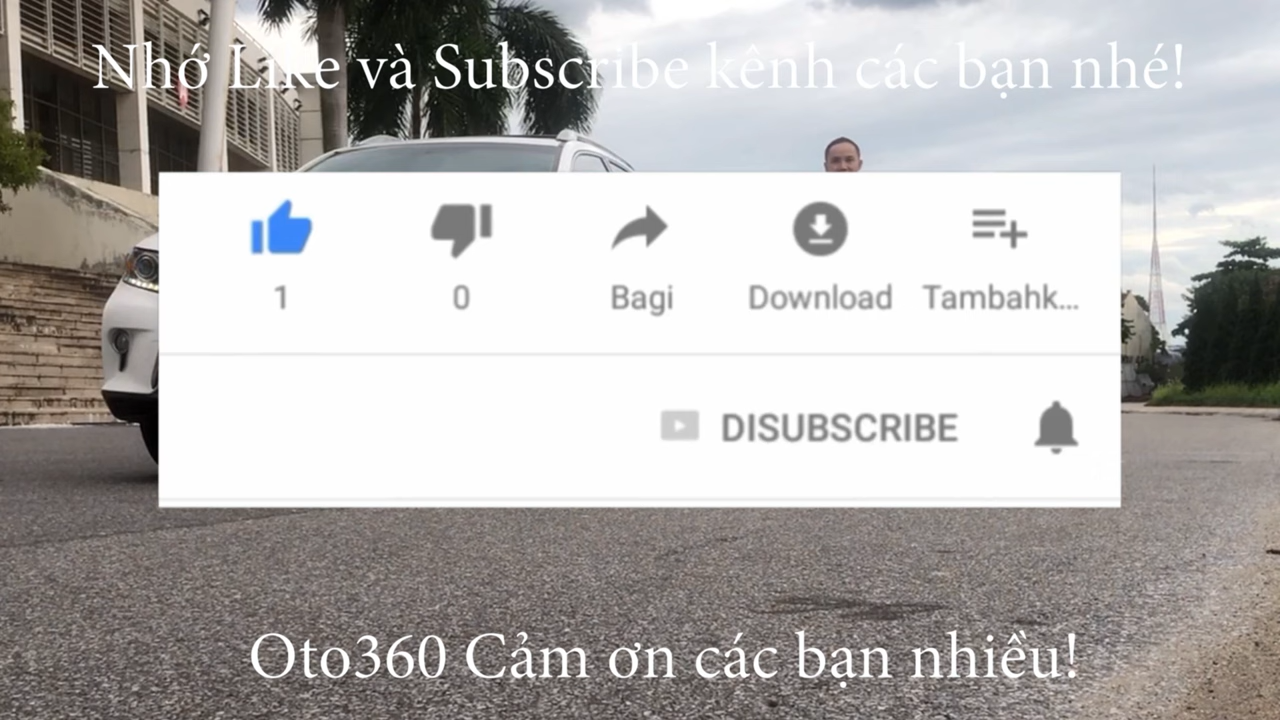 Nhớ Like và Subscribe kênh các bạn nhé!
1 0 Bagi Download Tambahk...
DISUBSCRIBE
Oto360 Cảm ơn các bạn nhiều!